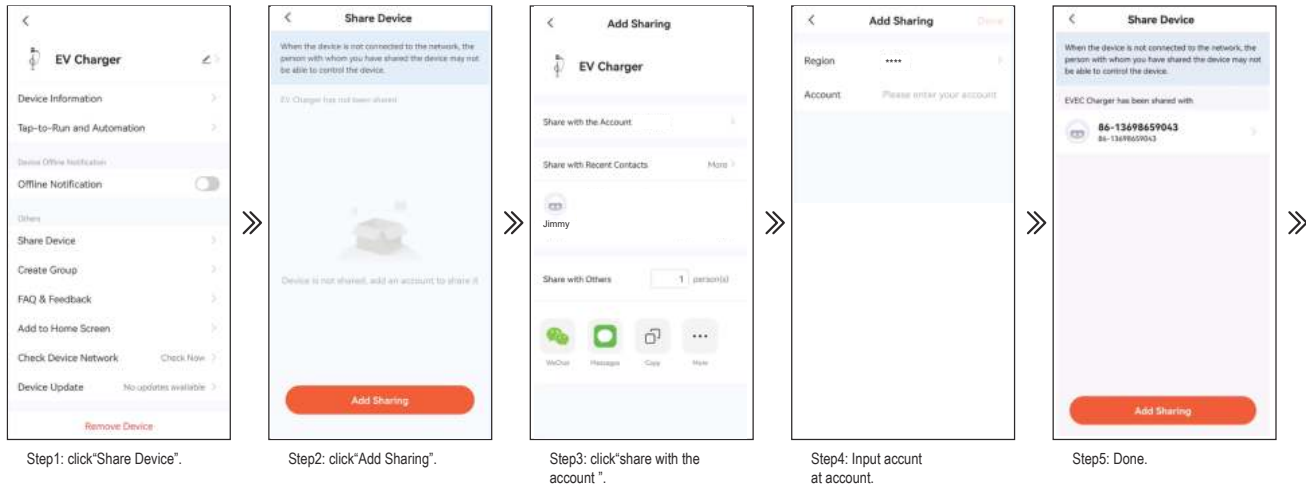 EV Charger
Device Information
Tap-to-Run and Automation
Device Offline Notification
Offline Notification
Others
Share Device
Create Group
FAQ & Feedback
Add to Home Screen
Check Device Network Check Now
Device Update No updates available
Remove Device
Step1: click“Share Device”.
Share Device
When the device is not connected to the network, the
person with whom you have shared the device may not
be able to control the device.
EV Charger has not been shared
Device is not shared, add an account to share it
Add Sharing
Step2: click“Add Sharing”.
Add Sharing
EV Charger
Share with the Account
Share with Recent Contacts More
Jimmy
Share with Others 1 person(s)
WeChat Messages Copy More
Step3: click“share with the
account ”.
Add Sharing Done
Region ****
Account Please enter your account
Step4: Input accunt
at account.
Share Device
When the device is not connected to the network, the
person with whom you have shared the device may not
be able to control the device.
EVEC Charger has been shared with
86-13698659043
86-13698659043
Add Sharing
Step5: Done.